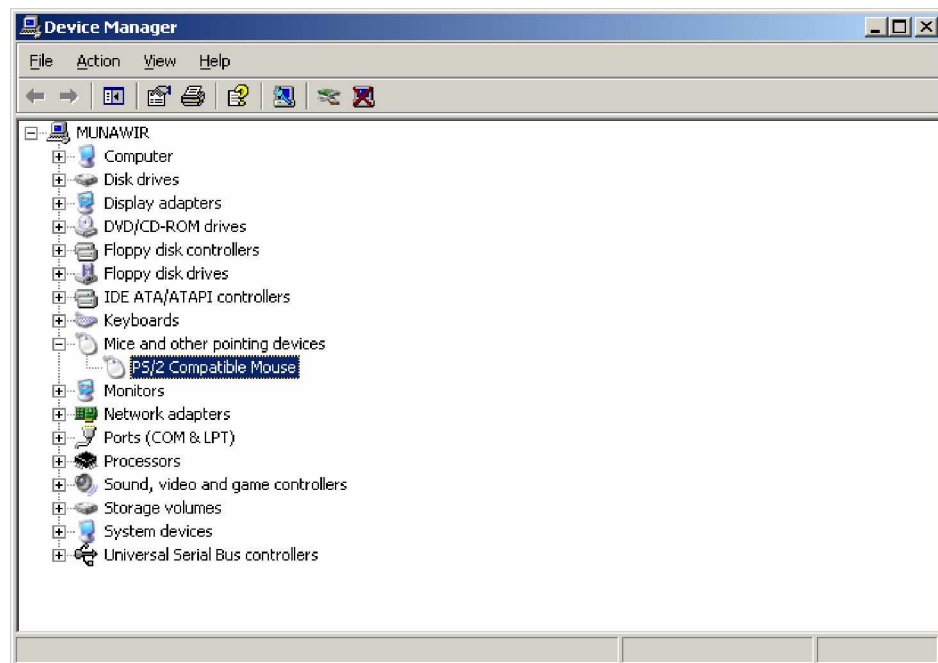 Device Manager
File Action View Help
MUNAWIR
Computer
Disk drives
Display adapters
DVD/CD-ROM drives
Floppy disk controllers
Floppy disk drives
IDE ATA/ATAPI controllers
Keyboards
Mice and other pointing devices
PS/2 Compatible Mouse
Monitors
Network adapters
Ports (COM & LPT)
Processors
Sound, video and game controllers
Storage volumes
System devices
Universal Serial Bus controllers